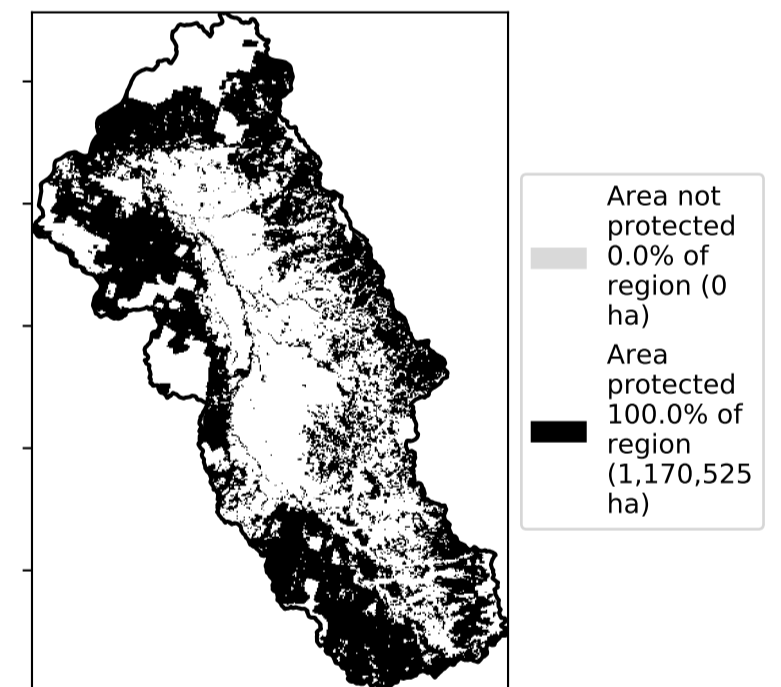 Area not
protected
0.0% of
region (0
ha)
Area
protected
100.0% of
region
(1,170,525
ha)